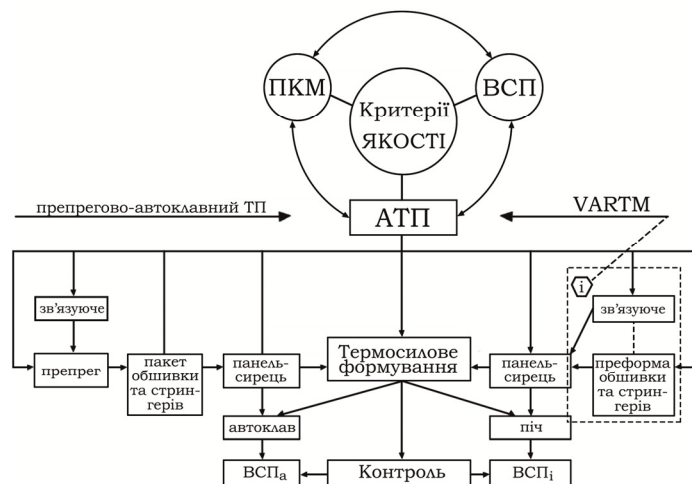 ПКМ
ВСП
Критерії
ЯКОСТІ
препрегово-автоклавний ТП
АТП
VARTM
і
зв’язуюче
зв’язуюче
препрег
пакет
обшивки
та стрин-
герів
панель-
сирець
Термосилове
формування
панель-
сирець
преформа
обшивки
та стрин-
герів
автоклав
піч
ВСПа
Контроль
ВСПі